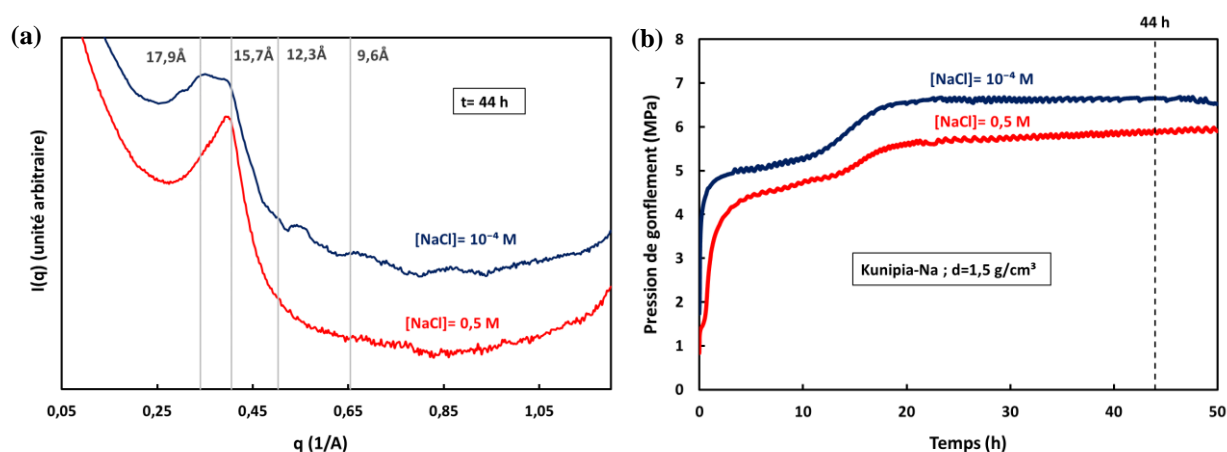 (a)
17,9Å
15,7Å
12,3Å
9,6Å
t= 44 h
[NaCl]= 10⁻⁴ M
[NaCl]= 0,5 M
I(q) (unité arbitraire)
0,05
0,25
0,45
0,65
0,85
1,05
q (1/A)
(b)
44 h
8
7
6
5
4
3
2
1
0
[NaCl]= 10⁻⁴ M
[NaCl]= 0,5 M
Kunipia-Na ; d=1,5 g/cm³
Pression de gonflement (MPa)
0
10
20
30
40
50
Temps (h)